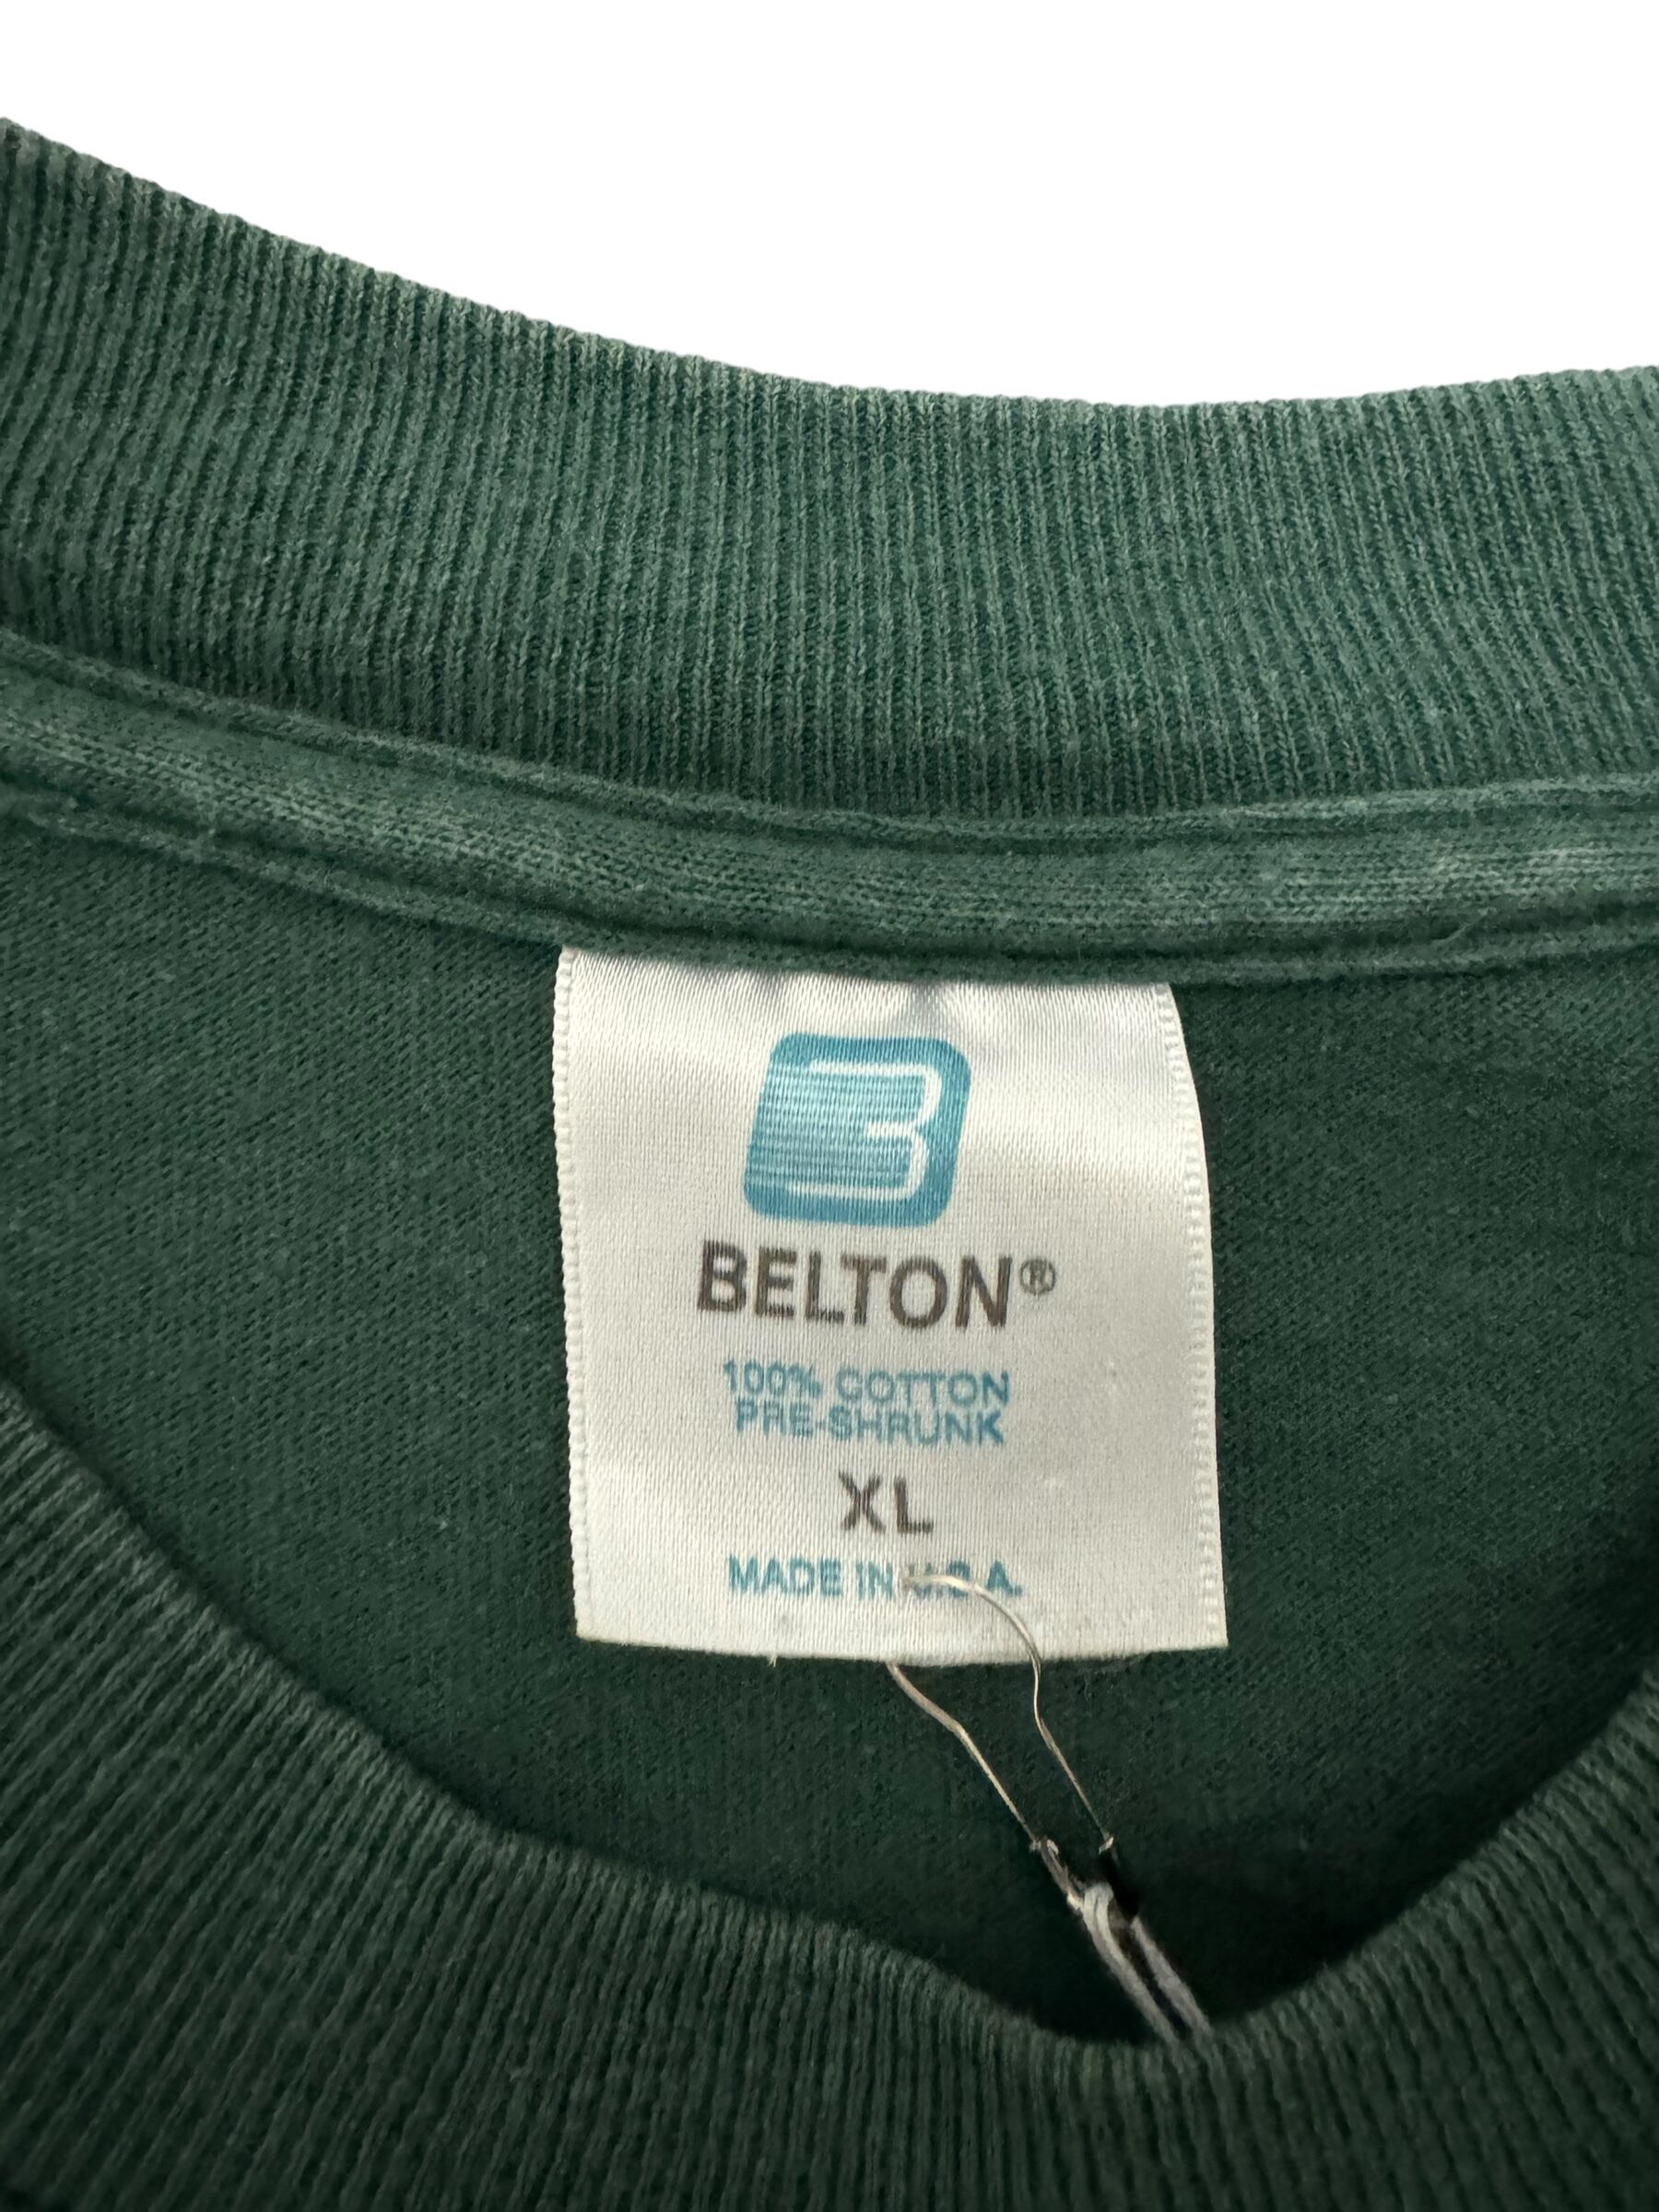 B
BELTON®
100% COTTON
PRE-SHRUNK
XL
MADE IN U.S.A.